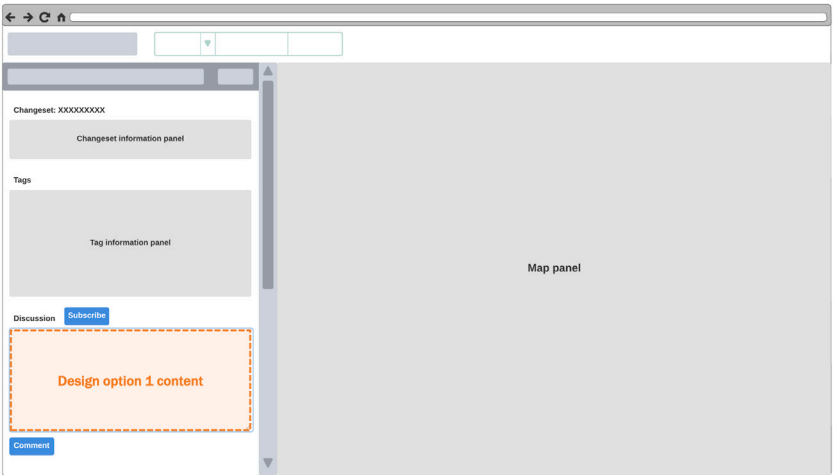 Changeset: XXXXXXXXX
Changeset information panel
Tags
Tag information panel
Discussion
Subscribe
Design option 1 content
Comment
Map panel